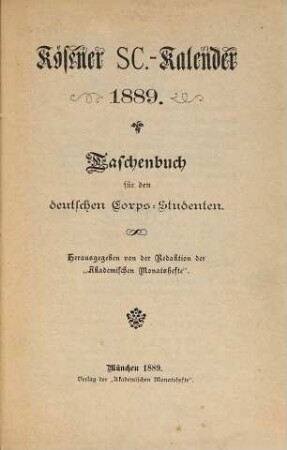 Kösener SC.-Kalender
1889.
Taschenbuch
für den
deutschen Corps-Studenten.
Herausgegeben von der Redaktion der
„Akademischen Monatshefte“.
München 1889.
Verlag der „Akademischen Monatshefte“.